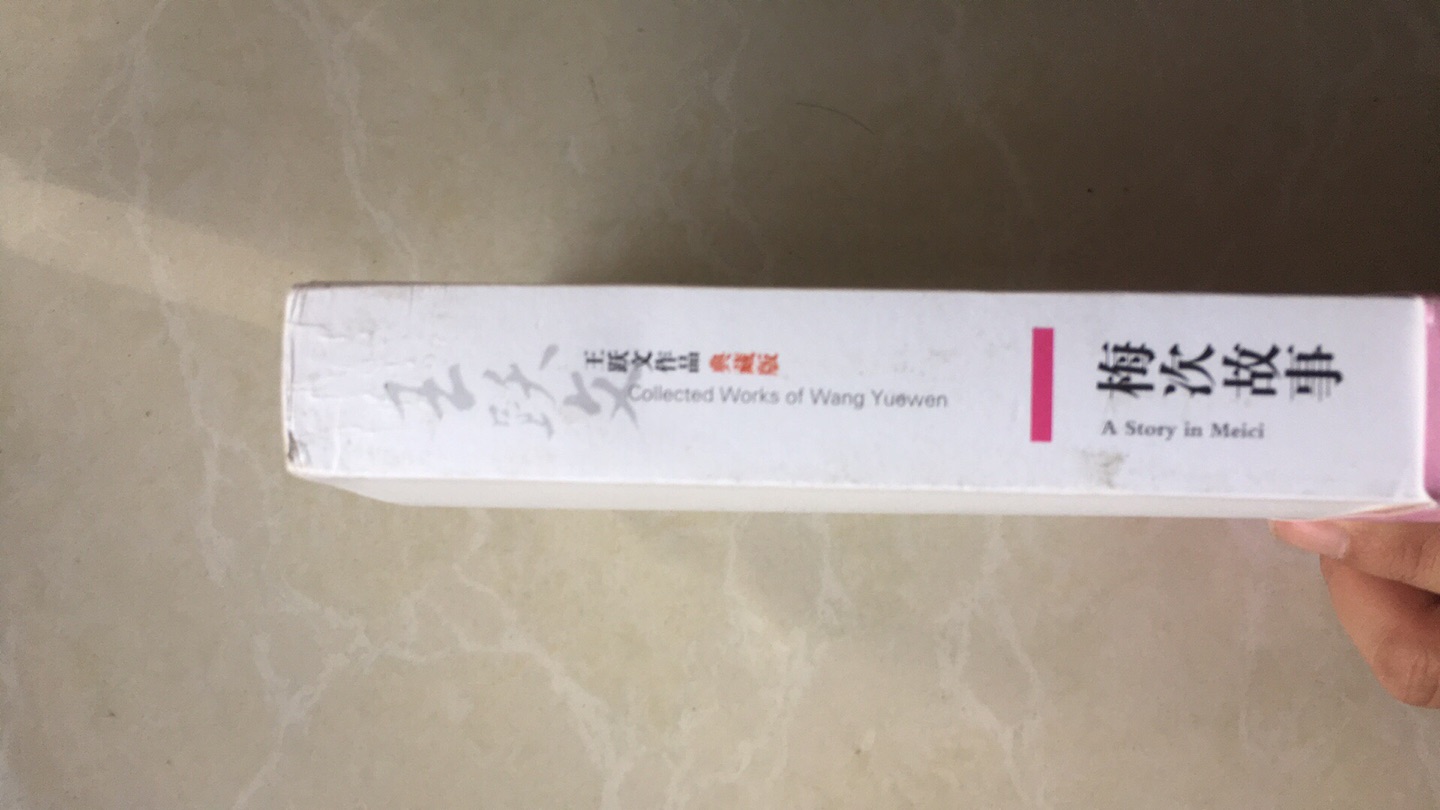 王跃文
王跃文作品 典藏版
Collected Works of Wang Yuewen
梅次故事
A Story in Meici